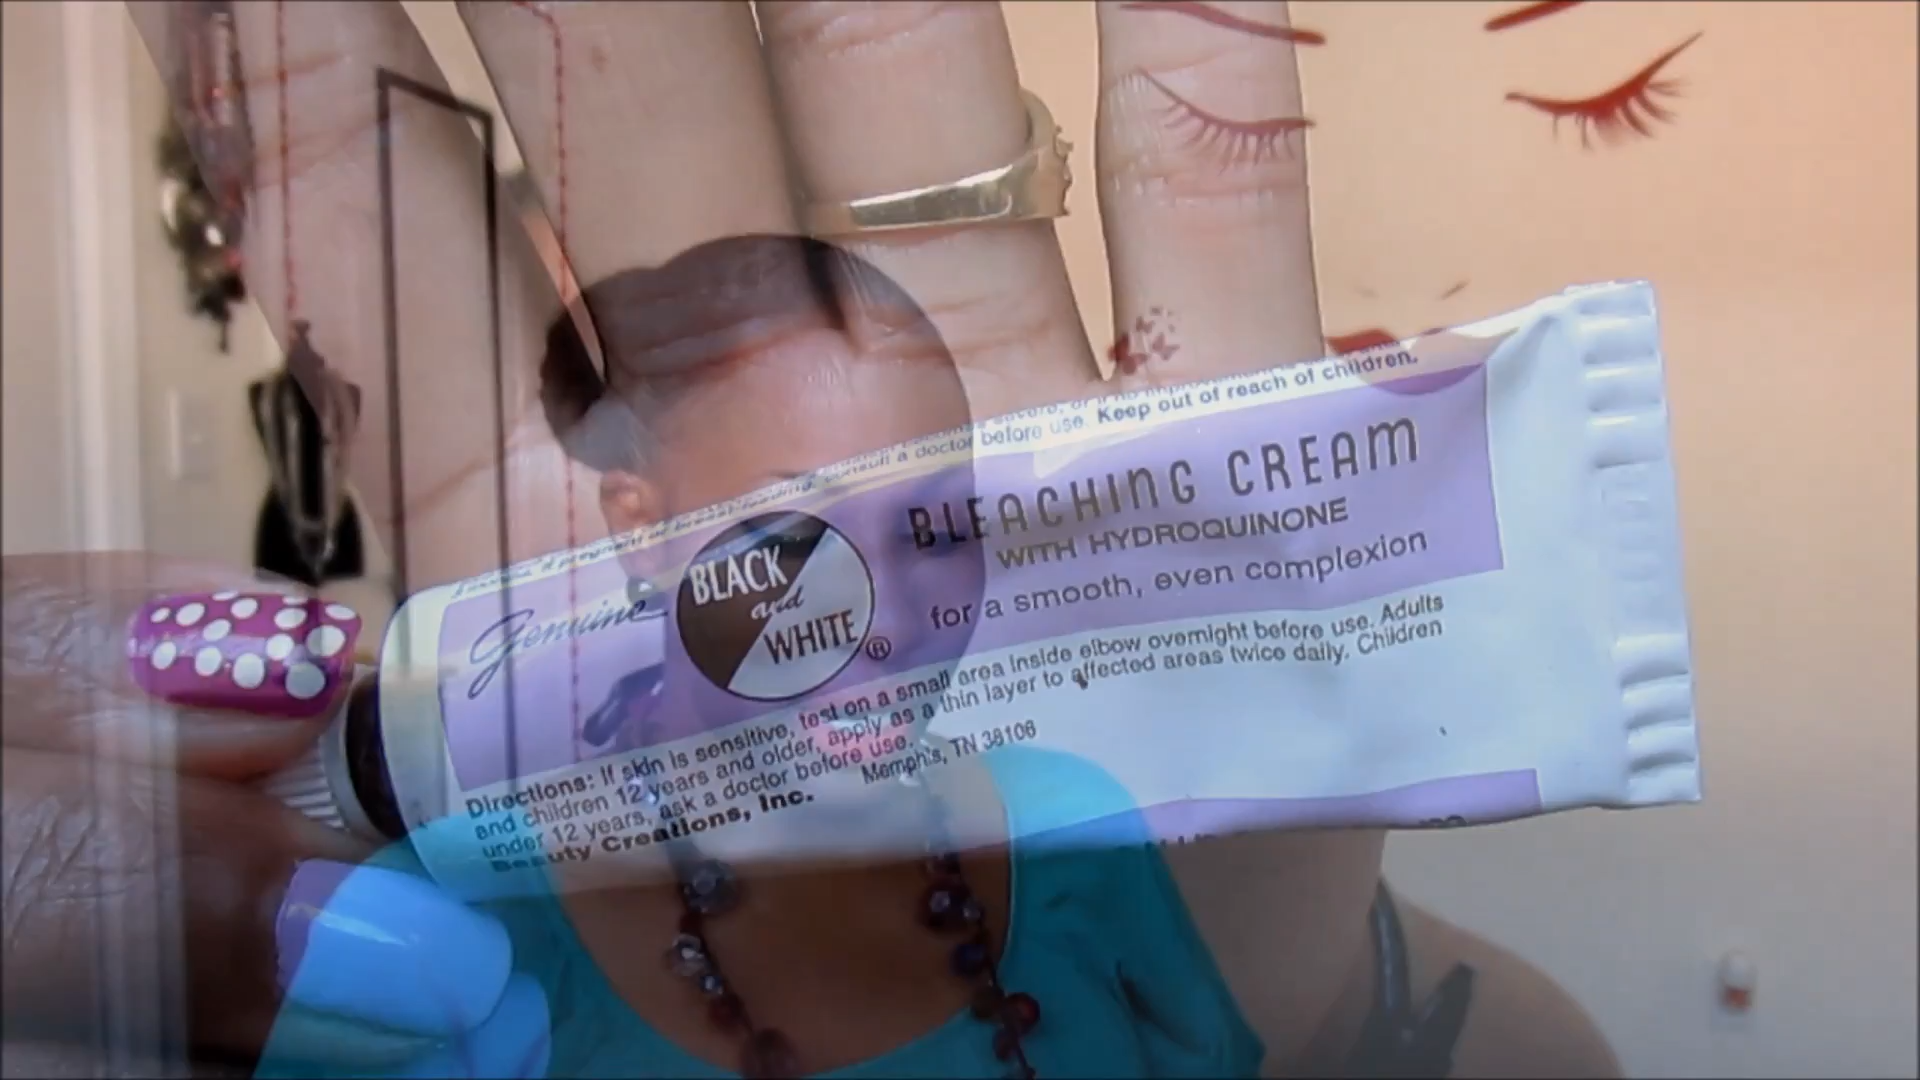 Keep out of reach of children.
consult a doctor before use.
Genuine
BLACK
and
WHITE®
BLEACHING CREAM
WITH HYDROQUINONE
for a smooth, even complexion
Directions: If skin is sensitive, test on a small area inside elbow overnight before use. Adults
and children 12 years and older, apply as a thin layer to affected areas twice daily. Children
under 12 years, ask a doctor before use.
Beauty Creations, Inc. Memphis, TN 38106